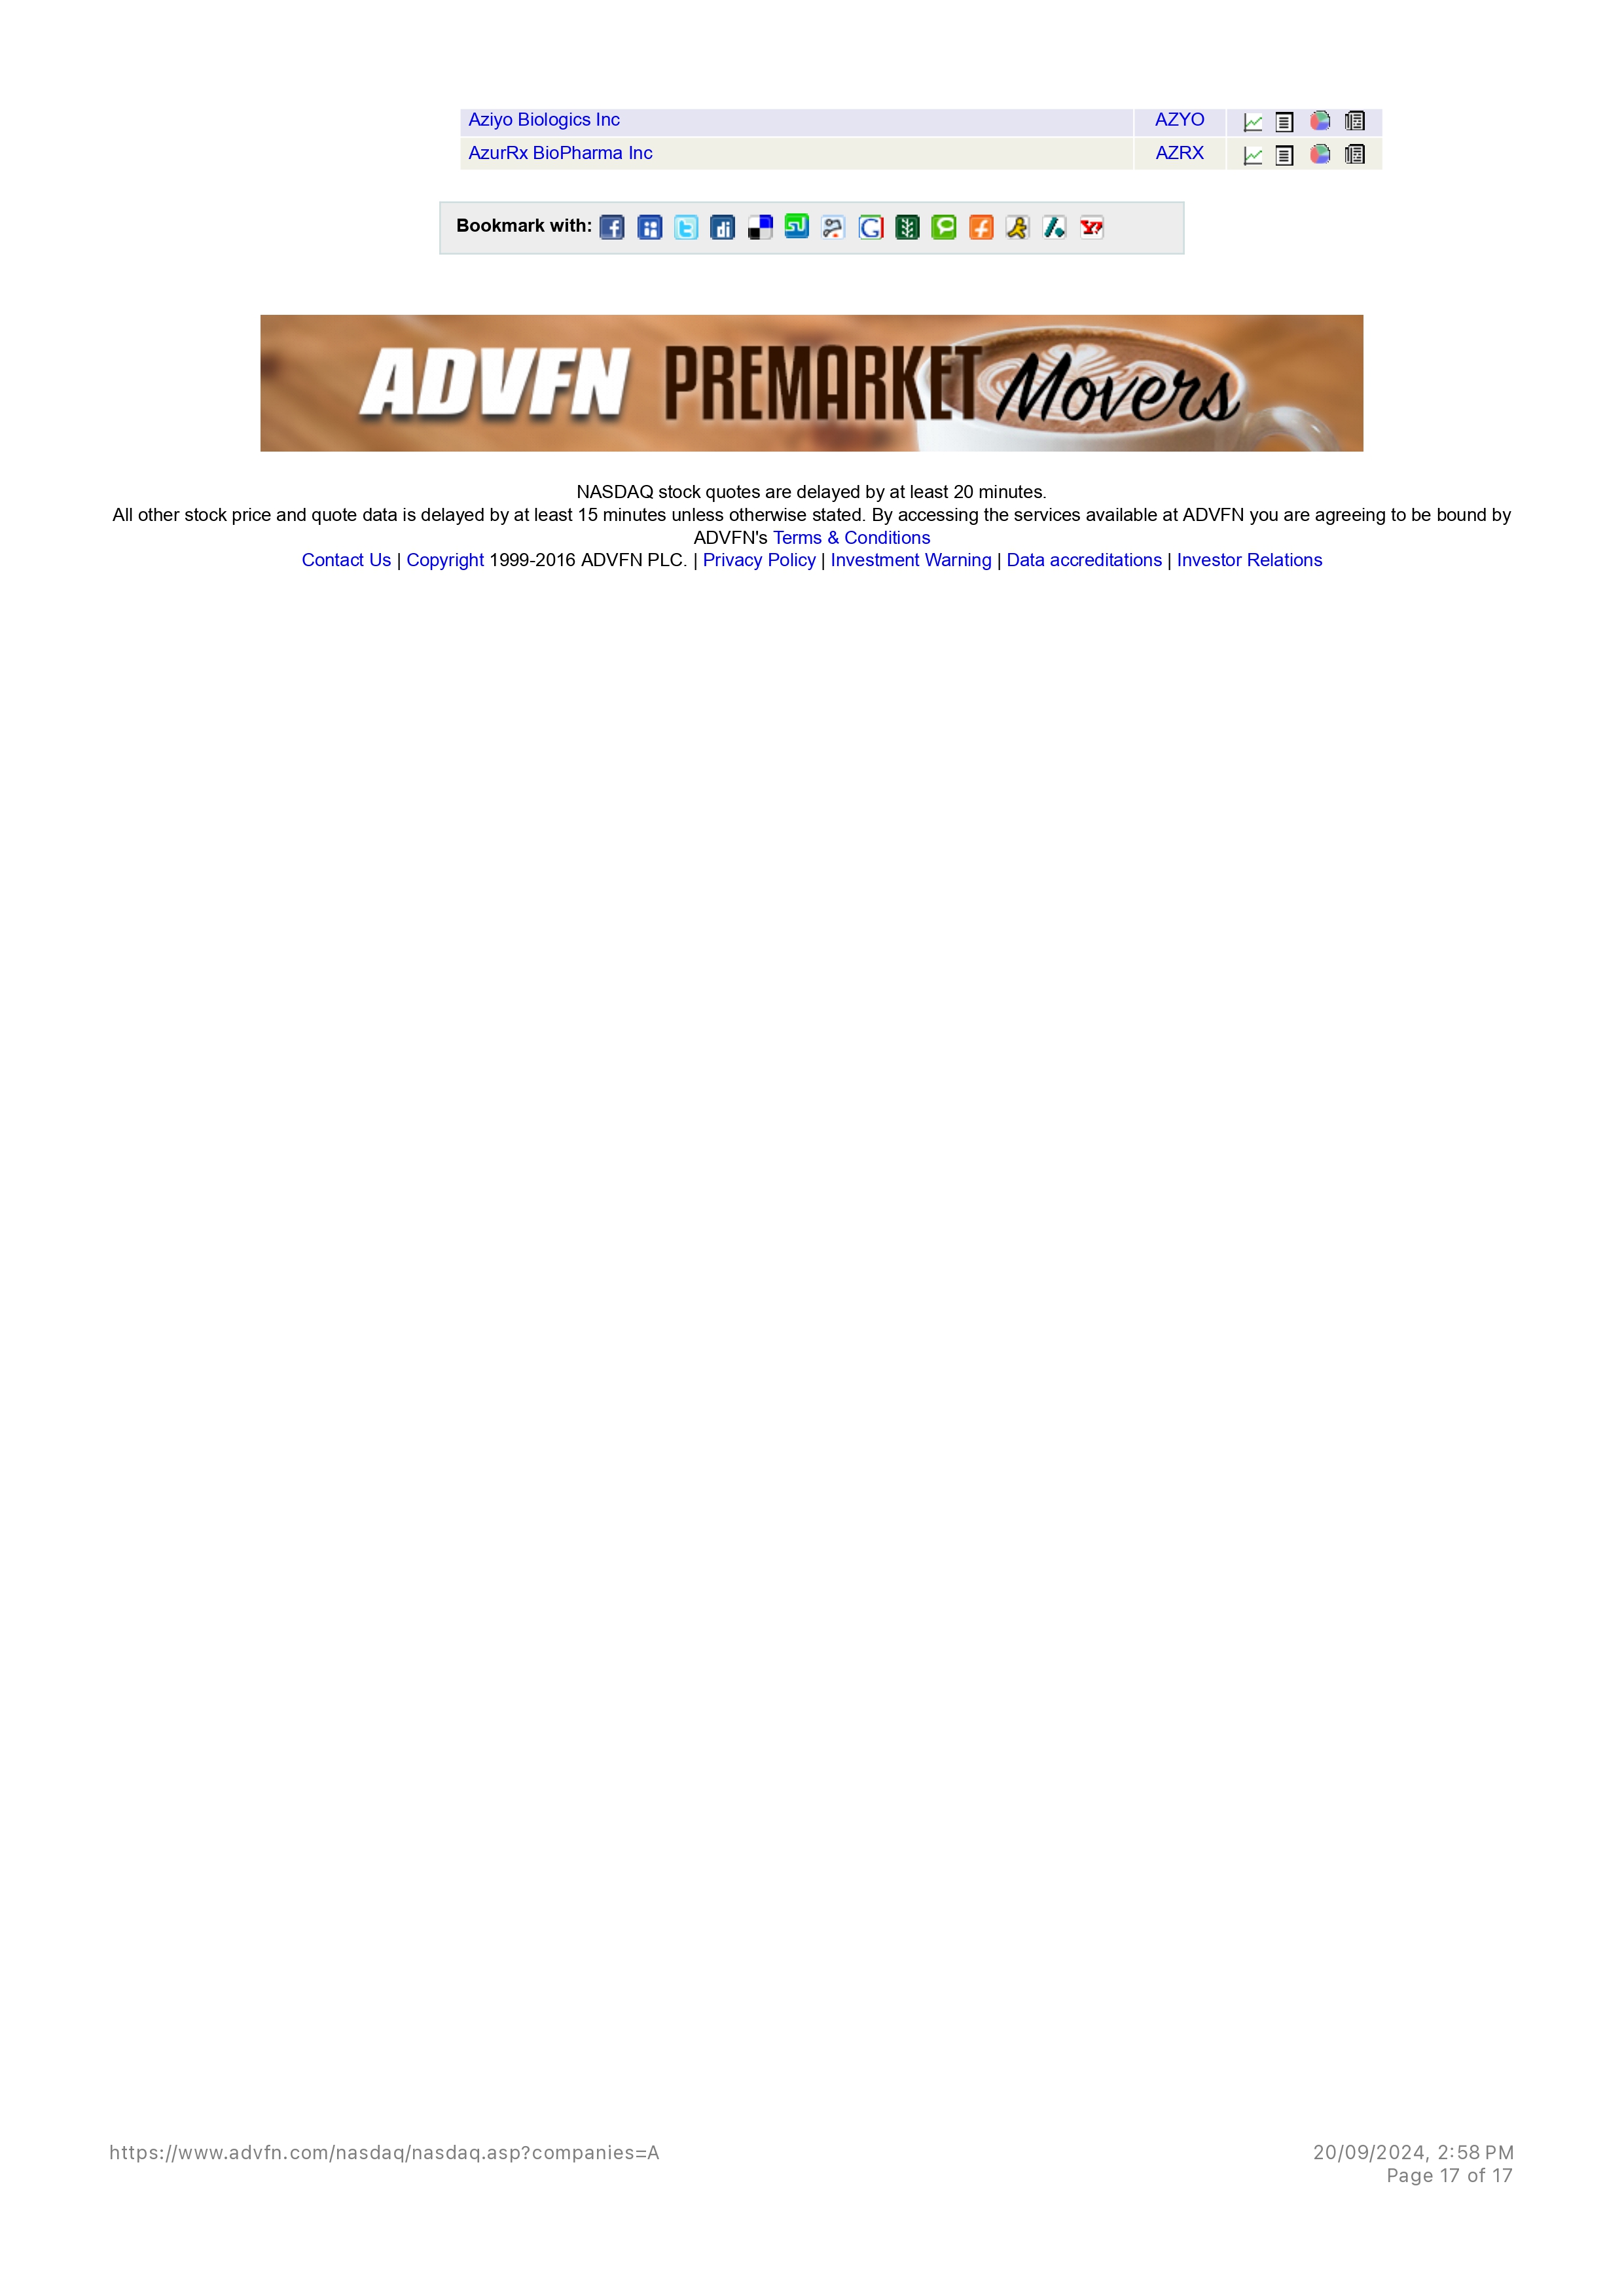 Aziyo Biologics Inc AZYO
AzurRx BioPharma Inc AZRX
Bookmark with:
ADVFN PREMARKET Movers
NASDAQ stock quotes are delayed by at least 20 minutes.
All other stock price and quote data is delayed by at least 15 minutes unless otherwise stated. By accessing the services available at ADVFN you are agreeing to be bound by
ADVFN's Terms & Conditions
Contact Us | Copyright 1999-2016 ADVFN PLC. | Privacy Policy | Investment Warning | Data accreditations | Investor Relations
https://www.advfn.com/nasdaq/nasdaq.asp?companies=A 20/09/2024, 2:58 PM
Page 17 of 17